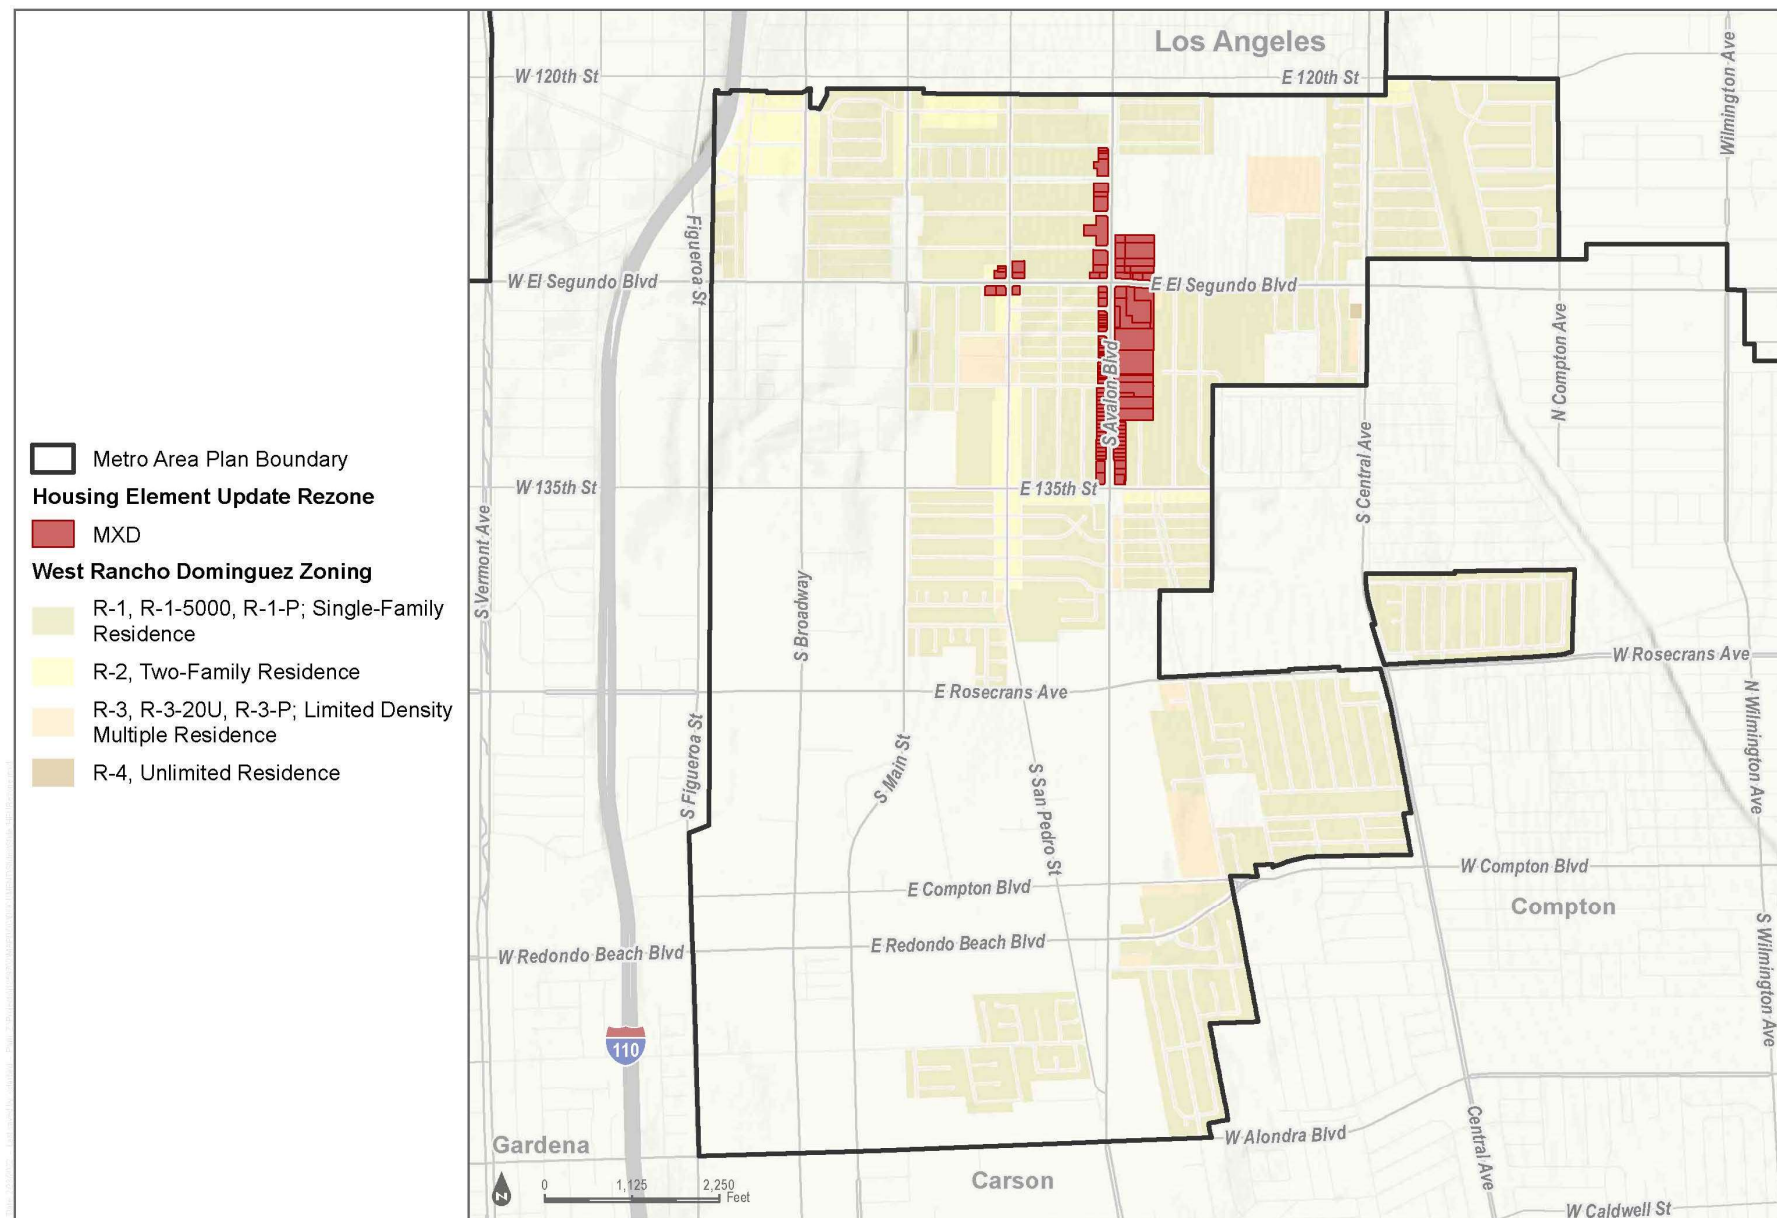 Metro Area Plan Boundary
Housing Element Update Rezone
MXD
West Rancho Dominguez Zoning
R-1, R-1-5000, R-1-P; Single-Family
Residence
R-2, Two-Family Residence
R-3, R-3-20U, R-3-P; Limited Density
Multiple Residence
R-4, Unlimited Residence
Los Angeles
W 120th St
E 120th St
Wilmington Ave
Figueroa St
W El Segundo Blvd
E El Segundo Blvd
N Compton Ave
S Avalon Blvd
S Central Ave
W 135th St
E 135th St
S Vermont Ave
S Broadway
W Rosecrans Ave
E Rosecrans Ave
N Wilmington Ave
S Figueroa St
S Main St
S San Pedro St
W Compton Blvd
E Compton Blvd
Compton
W Redondo Beach Blvd
E Redondo Beach Blvd
S Wilmington Ave
110
Gardena
W Alondra Blvd
Central Ave
Carson
N
0
1,125
2,250
Feet
W Caldwell St